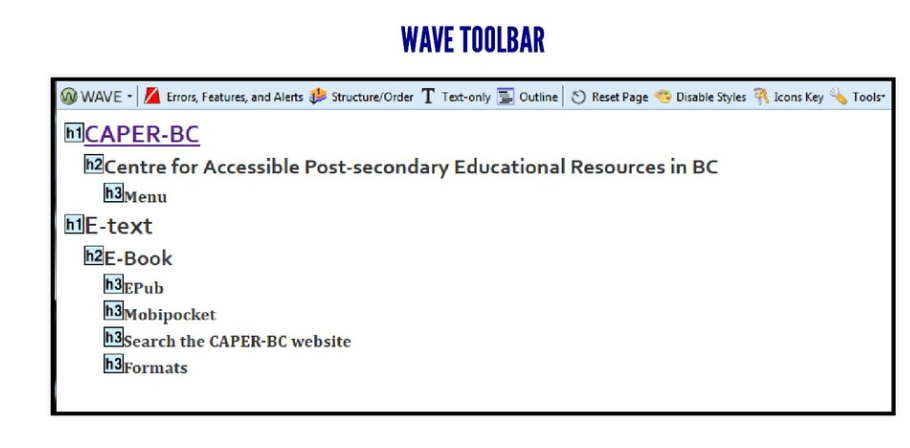 WAVE TOOLBAR
WAVE Errors, Features, and Alerts Structure/Order T Text-only Outline Reset Page Disable Styles Icons Key Tools
h1 CAPER-BC
h2 Centre for Accessible Post-secondary Educational Resources in BC
h3 Menu
h1 E-text
h2 E-Book
h3 EPub
h3 Mobipocket
h3 Search the CAPER-BC website
h3 Formats